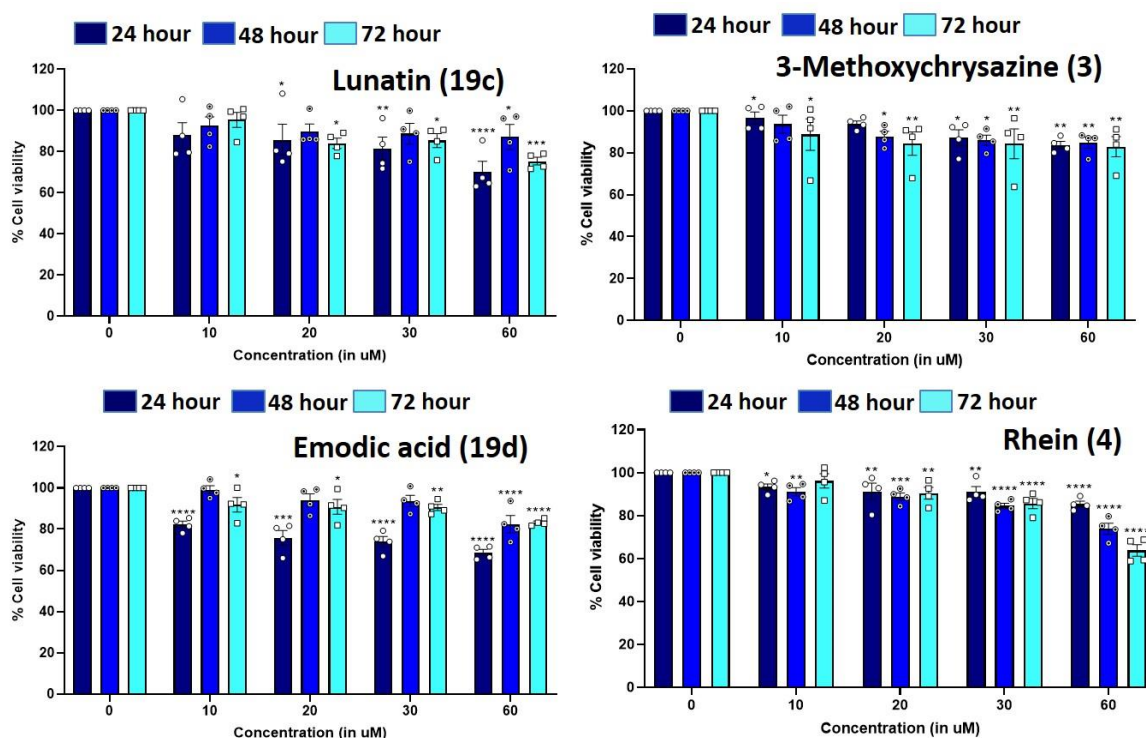 24 hour 48 hour 72 hour
Lunatin (19c)
% Cell viability
120
100
80
60
40
20
0
* ** * * **** * ***
0 10 20 30 60
Concentration (in uM)
24 hour 48 hour 72 hour
3-Methoxychrysazine (3)
% Cell viability
120
100
80
60
40
20
0
* * * ** * * ** ** ** **
0 10 20 30 60
Concentration (in uM)
24 hour 48 hour 72 hour
Emodic acid (19d)
% Cell viability
120
100
80
60
40
20
0
**** * *** * **** ** **** **** ****
0 10 20 30 60
Concentration (in uM)
24 hour 48 hour 72 hour
Rhein (4)
% Cell viability
120
100
80
60
40
20
0
* ** ** *** ** ** **** **** **** **** ****
0 10 20 30 60
Concentration (in uM)